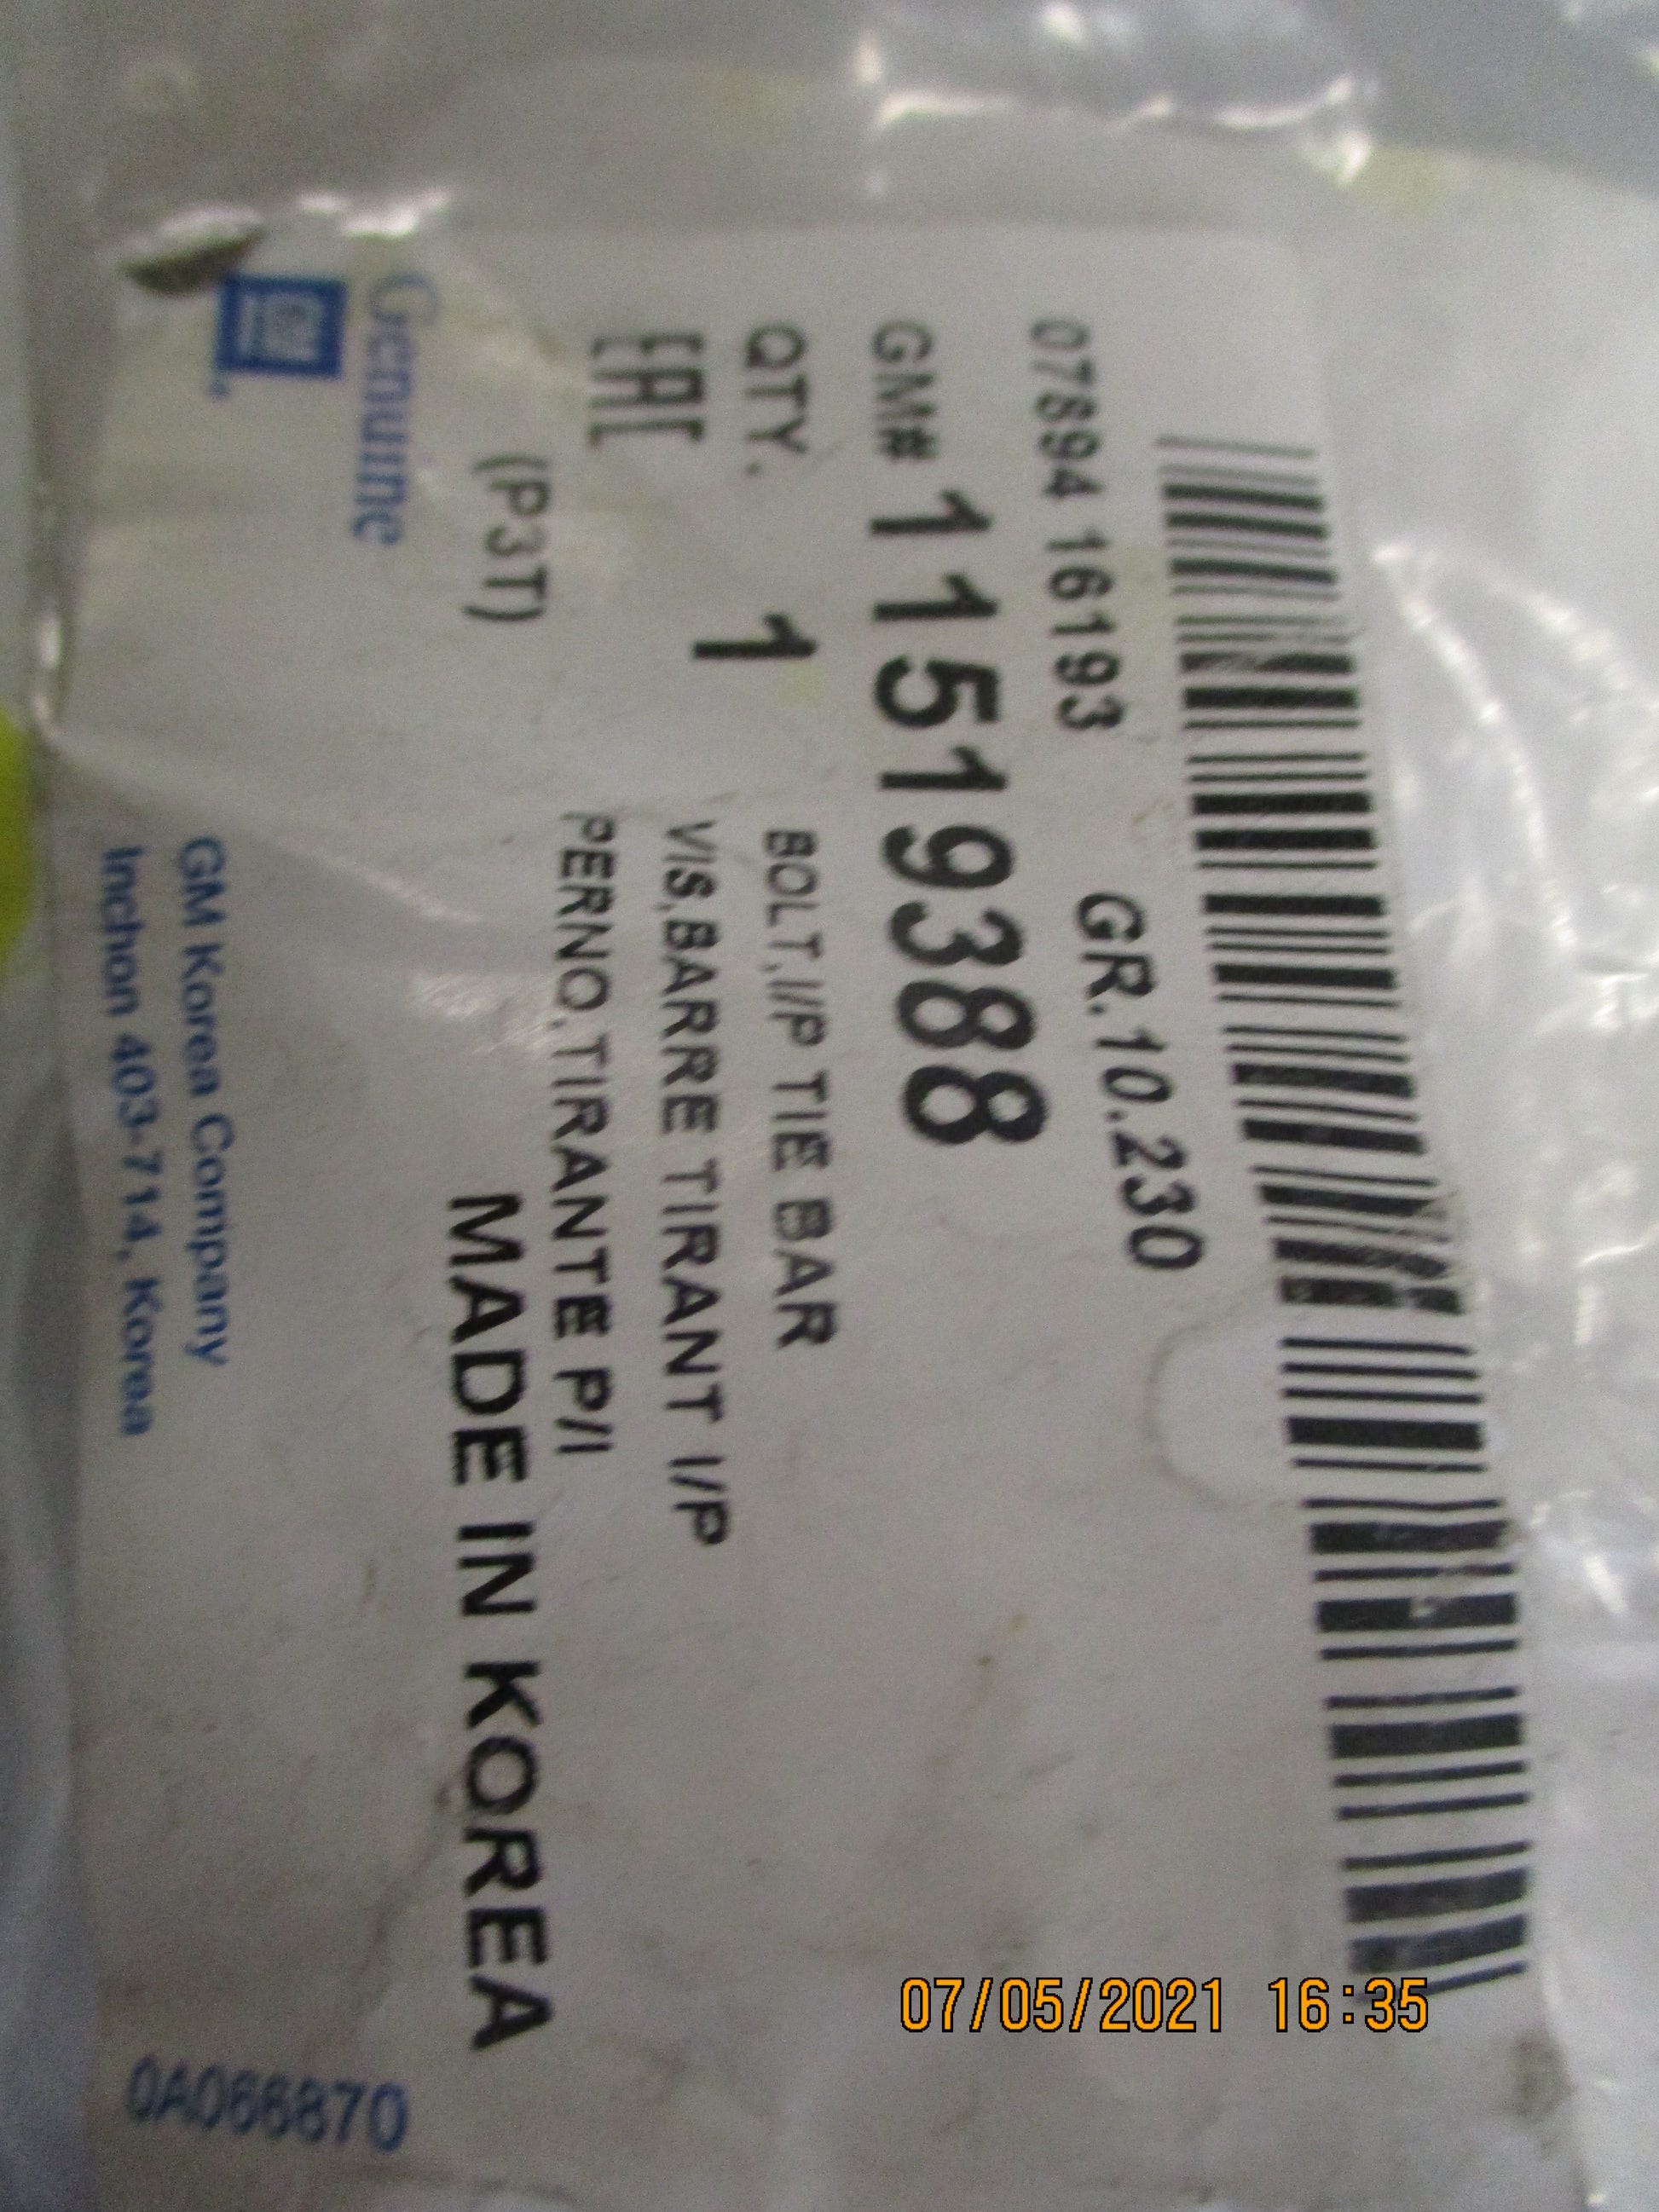 07894 16193 GR.10.230
GM# 11519388
QTY. 1 BOLT,I/P TIE BAR
EAC VIS,BARRE TIRANT I/P
PERNO,TIRANTE P/I
(P3T) MADE IN KOREA
Genuine
GM
GM Korea Company
Inchon 403-714, Korea
0A066870
07/05/2021 16:35